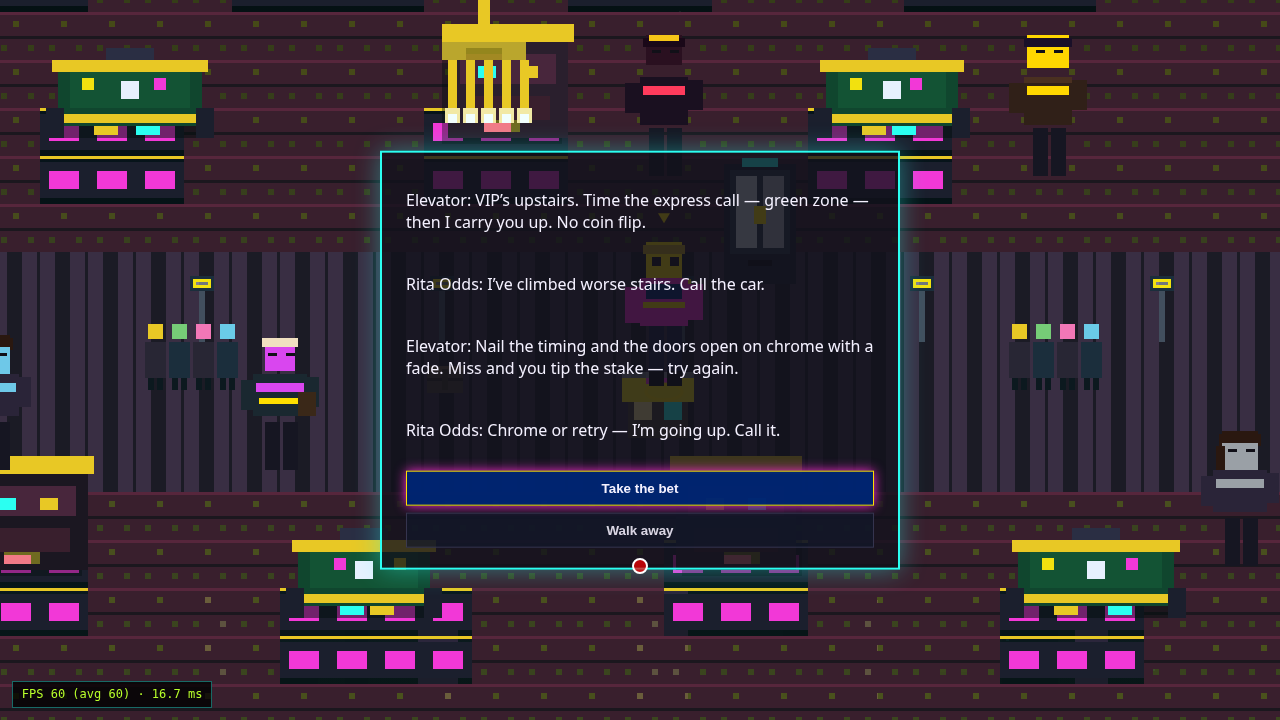 Elevator: VIP’s upstairs. Time the express call — green zone —
then I carry you up. No coin flip.
Rita Odds: I’ve climbed worse stairs. Call the car.
Elevator: Nail the timing and the doors open on chrome with a
fade. Miss and you tip the stake — try again.
Rita Odds: Chrome or retry — I’m going up. Call it.
Take the bet
Walk away
FPS 60 (avg 60) · 16.7 ms